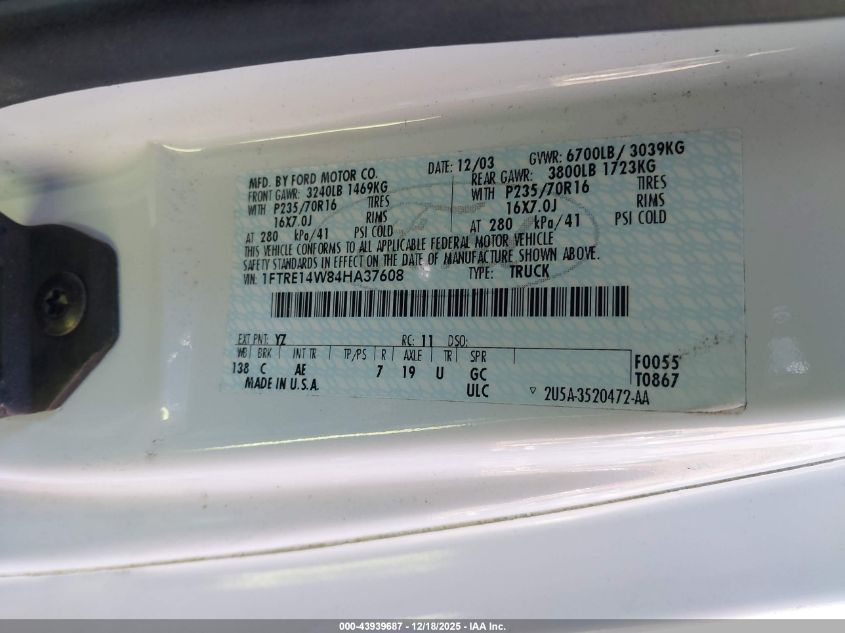 MFD. BY FORD MOTOR CO.
DATE: 12/03
GVWR: 6700LB/ 3039KG
FRONT GAWR: 3240LB 1469KG
REAR GAWR: 3800LB 1723KG
WITH P235/70R16 TIRES
WITH P235/70R16 TIRES
16X7.0J RIMS
16X7.0J RIMS
AT 280 kPa/41 PSI COLD
AT 280 kPa/41 PSI COLD
THIS VEHICLE CONFORMS TO ALL APPLICABLE FEDERAL MOTOR VEHICLE
SAFETY STANDARDS IN EFFECT ON THE DATE OF MANUFACTURE SHOWN ABOVE.
VIN: 1FTRE14W84HA37608
TYPE: TRUCK
EXT PNT: YZ RC: 11 DSO:
WB BRK INT TR TP/PS R AXLE TR SPR
F0055
138 C AE 7 19 U GC
T0867
MADE IN U.S.A. ULC ▽ 2U5A-3520472-AA
000-43939687 - 12/18/2025 - IAA Inc.